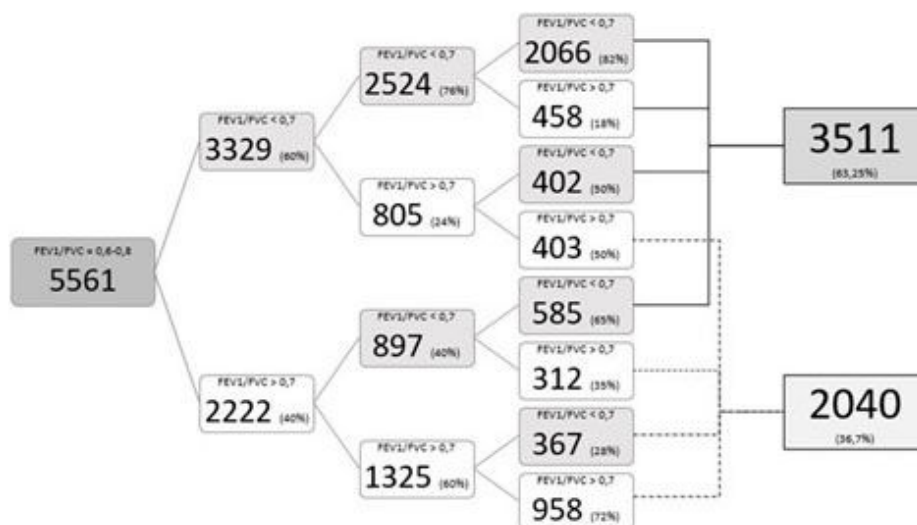 FEV1/FVC = 0,6-0,8
5561
FEV1/FVC < 0,7
3329 (60%)
FEV1/FVC > 0,7
2222 (40%)
FEV1/FVC < 0,7
2524 (76%)
FEV1/FVC > 0,7
805 (24%)
FEV1/FVC < 0,7
897 (40%)
FEV1/FVC > 0,7
1325 (60%)
FEV1/FVC < 0,7
2066 (82%)
FEV1/FVC > 0,7
458 (18%)
FEV1/FVC < 0,7
402 (50%)
FEV1/FVC > 0,7
403 (50%)
FEV1/FVC < 0,7
585 (65%)
FEV1/FVC > 0,7
312 (35%)
FEV1/FVC < 0,7
367 (28%)
FEV1/FVC > 0,7
958 (72%)
3511
(63,25%)
2040
(36,7%)